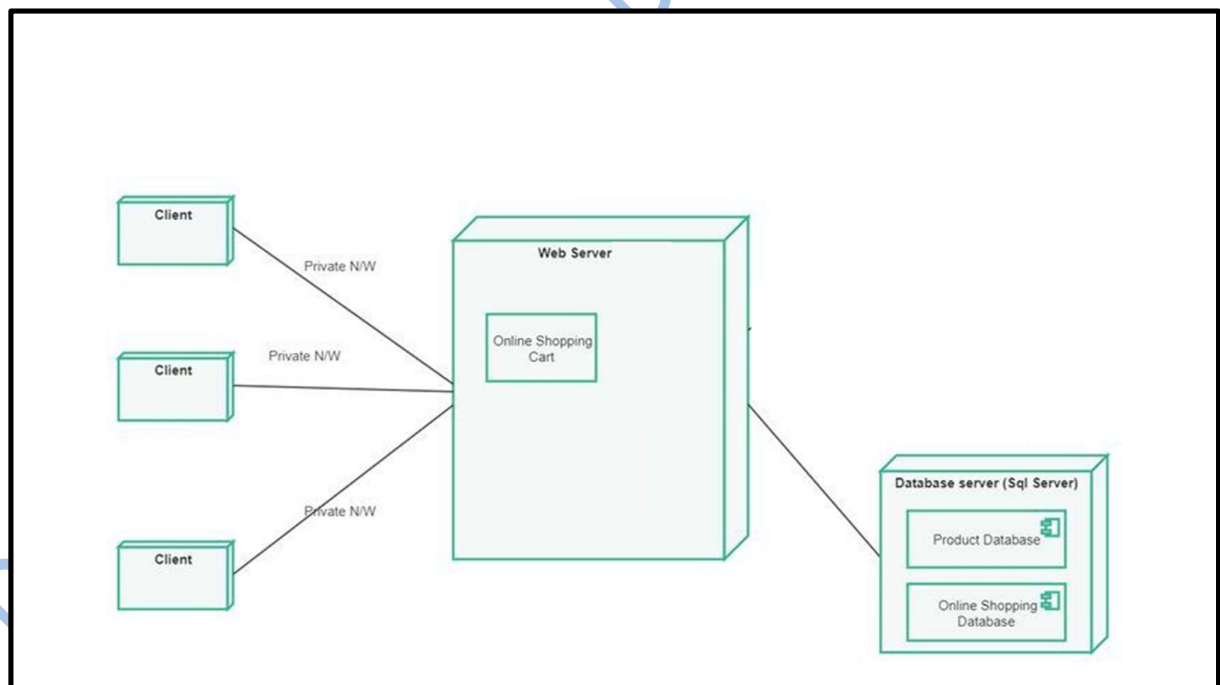 Client
Private N/W
Web Server
Online Shopping
Cart
Private N/W
Client
Database server (Sql Server)
Private N/W
Product Database
Client
Online Shopping
Database